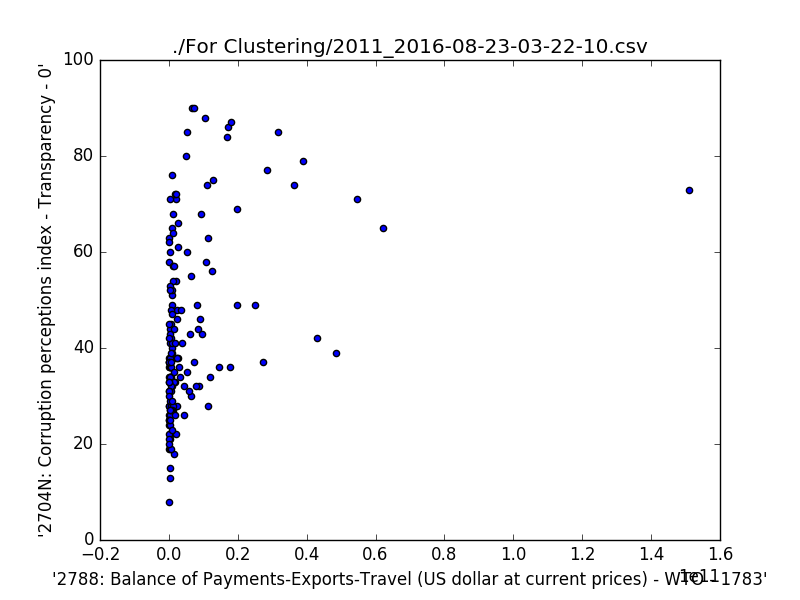 ./For Clustering/2011_2016-08-23-03-22-10.csv
'2704N: Corruption perceptions index - Transparency - 0'
100
80
60
40
20
0
−0.2 0.0 0.2 0.4 0.6 0.8 1.0 1.2 1.4 1.6
1e11
'2788: Balance of Payments-Exports-Travel (US dollar at current prices) - WTO - 1783'